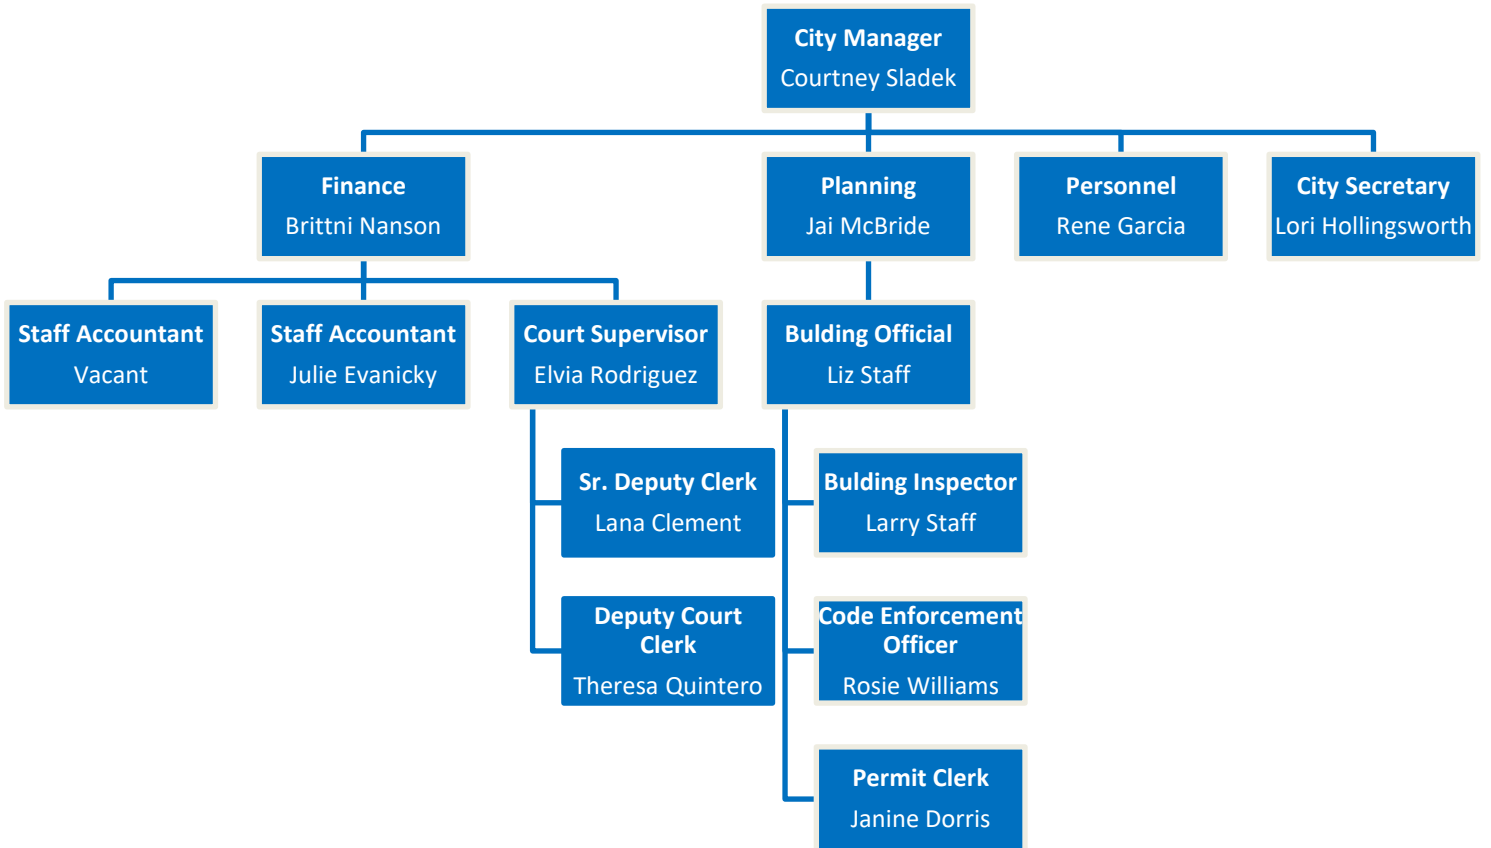 City Manager
Courtney Sladek
Finance
Brittni Nanson
Planning
Jai McBride
Personnel
Rene Garcia
City Secretary
Lori Hollingsworth
Staff Accountant
Vacant
Staff Accountant
Julie Evanicky
Court Supervisor
Elvia Rodriguez
Bulding Official
Liz Staff
Sr. Deputy Clerk
Lana Clement
Bulding Inspector
Larry Staff
Deputy Court
Clerk
Theresa Quintero
Code Enforcement
Officer
Rosie Williams
Permit Clerk
Janine Dorris